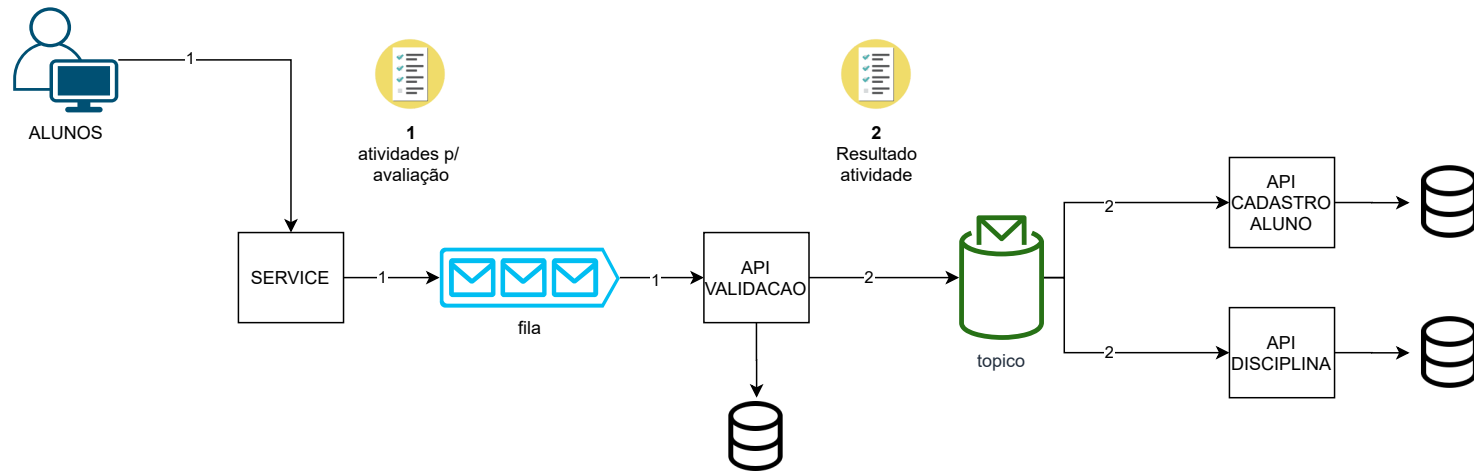 1
ALUNOS
1
atividades p/
avaliação
2
Resultado
atividade
SERVICE
1
fila
1
API
VALIDACAO
2
topico
2
API
CADASTRO
ALUNO
2
API
DISCIPLINA